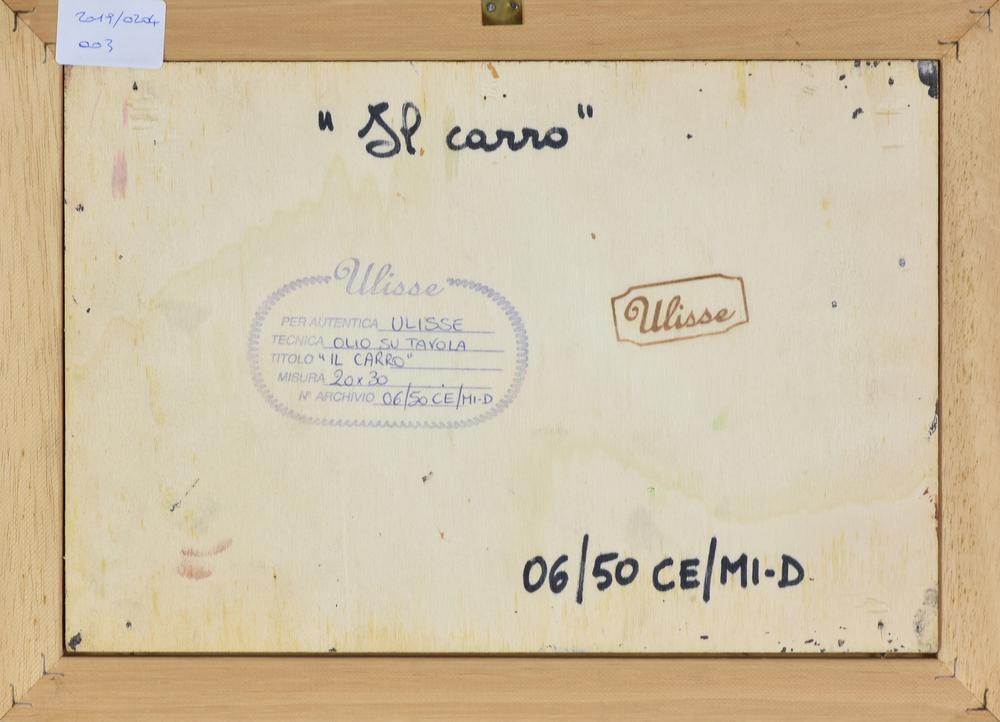 2019/0204
003
"Il carro"
Ulisse
PER AUTENTICA ULISSE
TECNICA OLIO SU TAVOLA
TITOLO "IL CARRO"
MISURA 20x30
N° ARCHIVIO 06/50 CE/MI-D
Ulisse
06/50 CE/MI-D